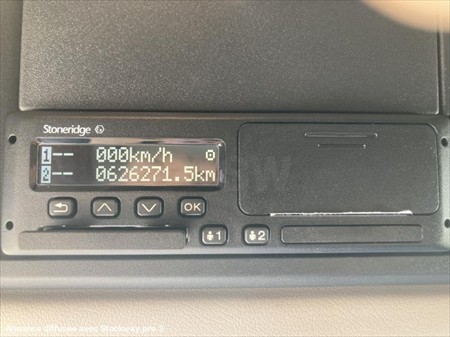 Stoneridge
1 -- 000km/h
2 -- 0626271.5km
OK
1 2
Annonce diffusée avec Stockway pro ©